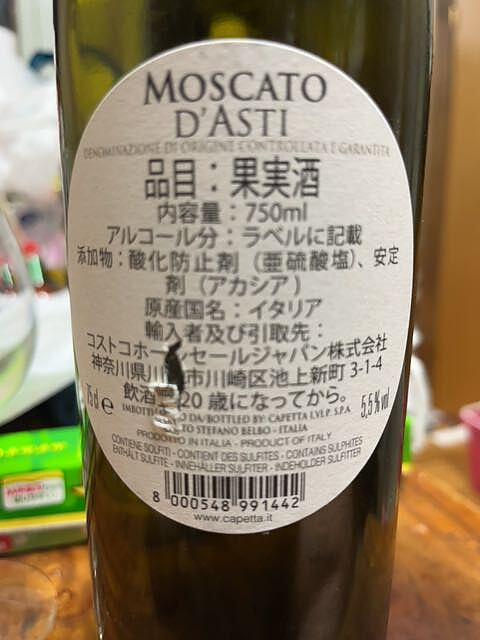 MOSCATO
D'ASTI
DENOMINAZIONE DI ORIGINE CONTROLLATA E GARANTITA
品目：果実酒
内容量：750ml
アルコール分：ラベルに記載
添加物：酸化防止剤（亜硫酸塩)、安定
剤（アカシア）
原産国名：イタリア
輸入者及び引取先：
コストコホールセールジャパン株式会社
神奈川県川 市川崎区池上新町 3-1-4
飲酒 20 歳になってから。
75 cl e
5,5% vol
IMBOTT DA/BOTTLED BY: CAPETTA I.VI.P. S.P.A.
TO STEFANO BELBO - ITALIA
PRODOTTO IN ITALIA - PRODUCT OF ITALY
CONTIENE SOLFITI - CONTIENT DES SULFITES - CONTAINS SULPHITES
ENTHÄLT SULFITE - INNEHÅLLER SULFITER - INDEHOLDER SULFITTER
8 000548 991442
www.capetta.it